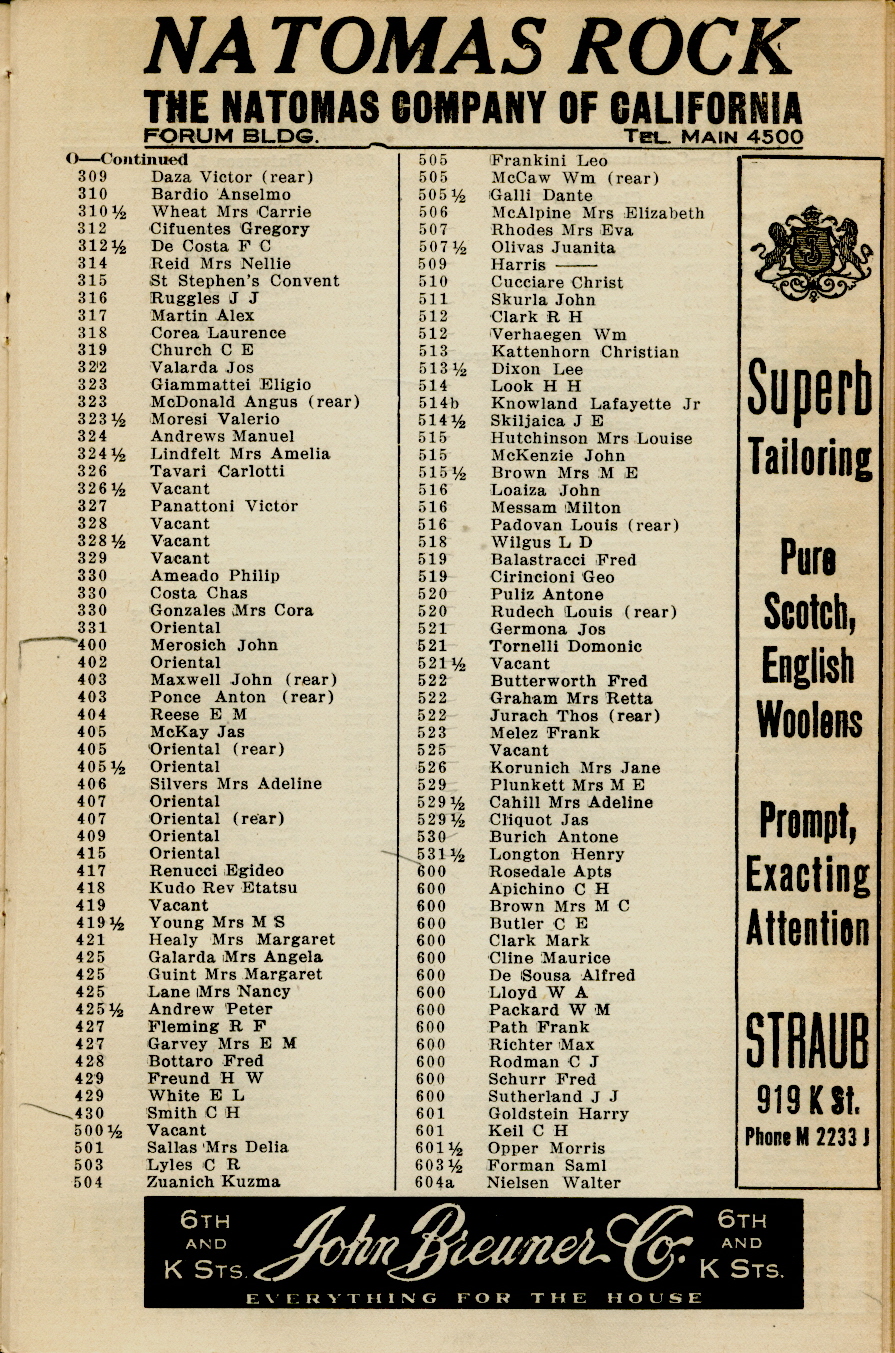 NATOMAS ROCK
THE NATOMAS COMPANY OF CALIFORNIA
FORUM BLDG. TEL. MAIN 4500
O—Continued
309 Daza Victor (rear)
310 Bardio Anselmo
310½ Wheat Mrs Carrie
312 Cifuentes Gregory
312½ De Costa F C
314 Reid Mrs Nellie
315 St Stephen's Convent
316 Ruggles J J
317 Martin Alex
318 Corea Laurence
319 Church C E
322 Valarda Jos
323 Giammattei Eligio
323 McDonald Angus (rear)
323½ Moresi Valerio
324 Andrews Manuel
324½ Lindfelt Mrs Amelia
326 Tavari Carlotti
326½ Vacant
327 Panattoni Victor
328 Vacant
328½ Vacant
329 Vacant
330 Ameado Philip
330 Costa Chas
330 Gonzales Mrs Cora
331 Oriental
400 Merosich John
402 Oriental
403 Maxwell John (rear)
403 Ponce Anton (rear)
404 Reese E M
405 McKay Jas
405 Oriental (rear)
405½ Oriental
406 Silvers Mrs Adeline
407 Oriental
407 Oriental (rear)
409 Oriental
415 Oriental
417 Renucci Egideo
418 Kudo Rev Etatsu
419 Vacant
419½ Young Mrs M S
421 Healy Mrs Margaret
425 Galarda Mrs Angela
425 Guint Mrs Margaret
425 Lane Mrs Nancy
425½ Andrew Peter
427 Fleming R F
427 Garvey Mrs E M
428 Bottaro Fred
429 Freund H W
429 White E L
430 Smith C H
500½ Vacant
501 Sallas Mrs Delia
503 Lyles C R
504 Zuanich Kuzma
505 Frankini Leo
505 McCaw Wm (rear)
505½ Galli Dante
506 McAlpine Mrs Elizabeth
507 Rhodes Mrs Eva
507½ Olivas Juanita
509 Harris ——
510 Cucciare Christ
511 Skurla John
512 Clark R H
512 Verhaegen Wm
513 Kattenhorn Christian
513½ Dixon Lee
514 Look H H
514b Knowland Lafayette Jr
514½ Skiljaica J E
515 Hutchinson Mrs Louise
515 McKenzie John
515½ Brown Mrs M E
516 Loaiza John
516 Messam Milton
516 Padovan Louis (rear)
518 Wilgus L D
519 Balastracci Fred
519 Cirincioni Geo
520 Puliz Antone
520 Rudech Louis (rear)
521 Germona Jos
521 Tornelli Domonic
521½ Vacant
522 Butterworth Fred
522 Graham Mrs Retta
522 Jurach Thos (rear)
523 Melez Frank
525 Vacant
526 Korunich Mrs Jane
529 Plunkett Mrs M E
529½ Cahill Mrs Adeline
529½ Cliquot Jas
530 Burich Antone
531½ Longton Henry
600 Rosedale Apts
600 Apichino C H
600 Brown Mrs M C
600 Butler C E
600 Clark Mark
600 Cline Maurice
600 De Sousa Alfred
600 Lloyd W A
600 Packard W M
600 Path Frank
600 Richter Max
600 Rodman C J
600 Schurr Fred
600 Sutherland J J
601 Goldstein Harry
601 Keil C H
601½ Opper Morris
603½ Forman Saml
604a Nielsen Walter
Superb
Tailoring
Pure
Scotch,
English
Woolens
Prompt,
Exacting
Attention
STRAUB
919 K St.
Phone M 2233 J
6TH AND K STS.
John Breuner Co.
6TH AND K STS.
EVERYTHING FOR THE HOUSE